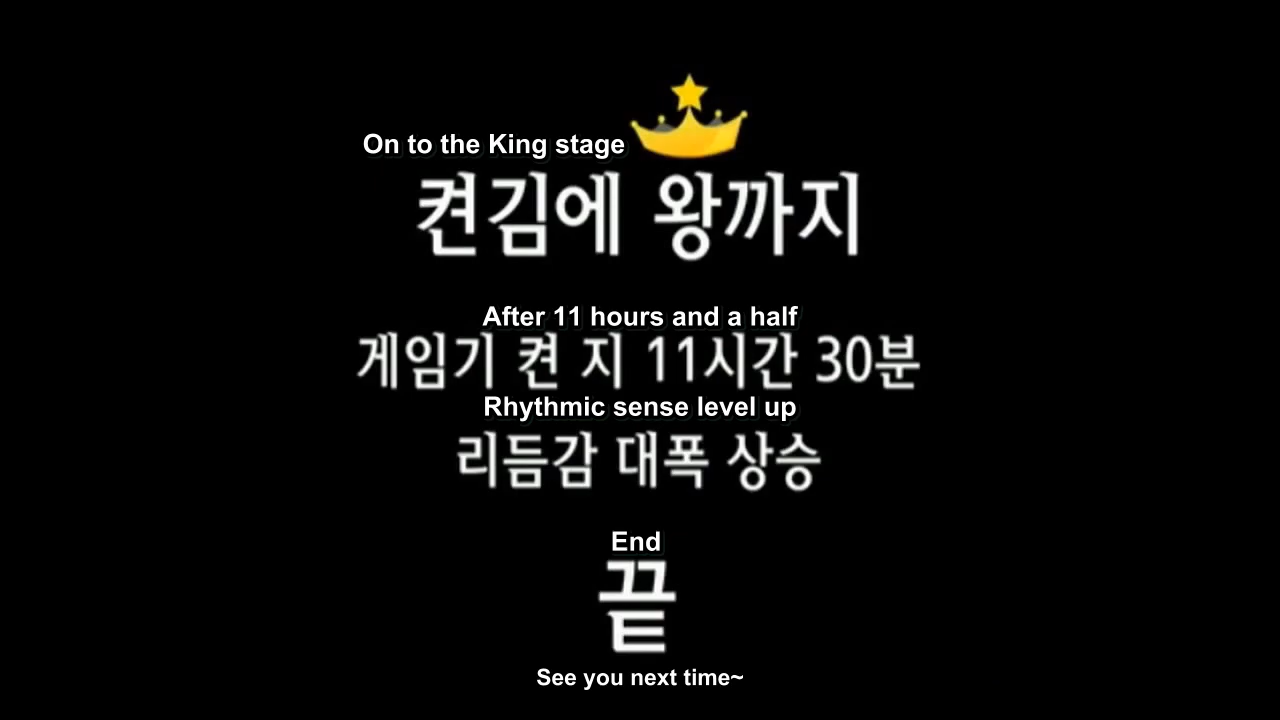 On to the King stage
켠김에 왕까지
After 11 hours and a half
게임기 켠 지 11시간 30분
Rhythmic sense level up
리듬감 대폭 상승
End
끝
See you next time~